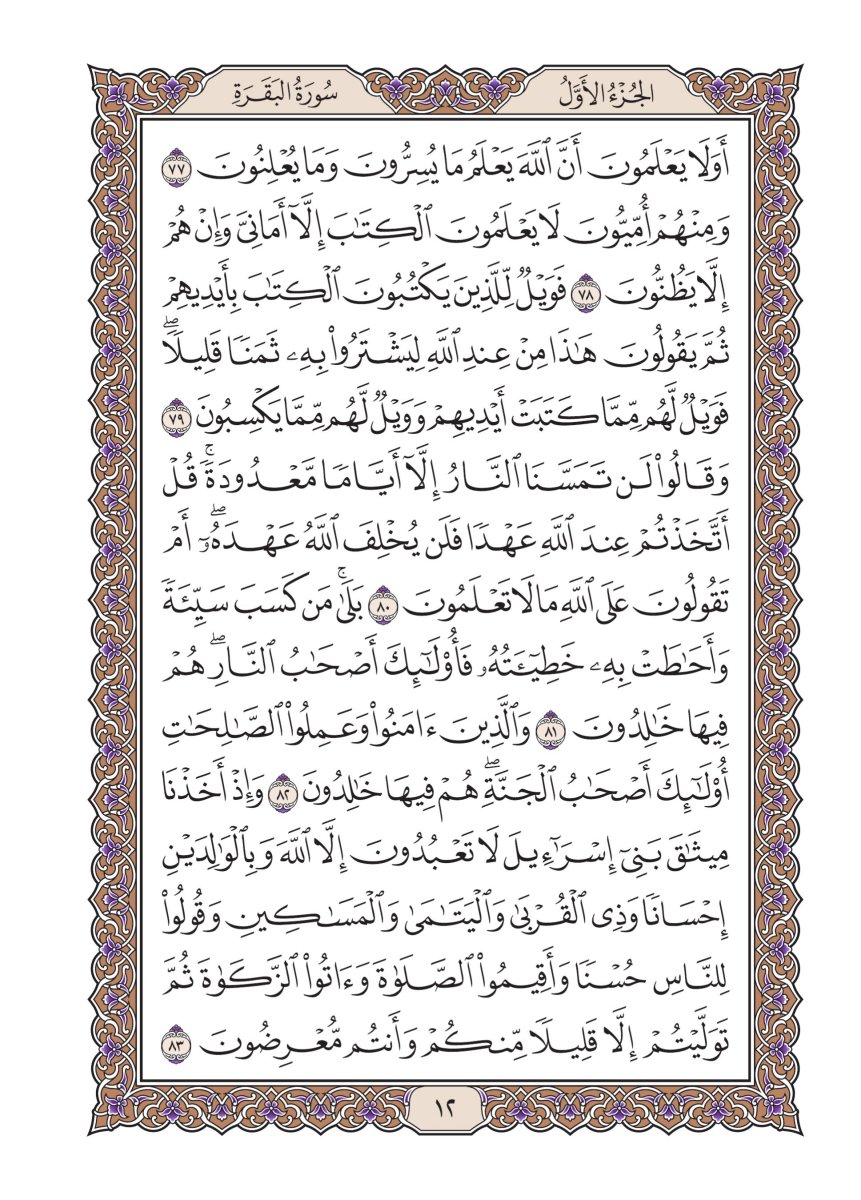 الجُزْءُ الأَوَّلُ
سُورَةُ البَقَرَةِ
أَوَلَا يَعۡلَمُونَ أَنَّ ٱللَّهَ يَعۡلَمُ مَا يُسِرُّونَ وَمَا يُعۡلِنُونَ ٧٧
وَمِنۡهُمۡ أُمِّيُّونَ لَا يَعۡلَمُونَ ٱلۡكِتَٰبَ إِلَّآ أَمَانِيَّ وَإِنۡ هُمۡ
إِلَّا يَظُنُّونَ ٧٨ فَوَيۡلٞ لِّلَّذِينَ يَكۡتُبُونَ ٱلۡكِتَٰبَ بِأَيۡدِيهِمۡ
ثُمَّ يَقُولُونَ هَٰذَا مِنۡ عِندِ ٱللَّهِ لِيَشۡتَرُواْ بِهِۦ ثَمَنٗا قَلِيلٗاۖ
فَوَيۡلٞ لَّهُم مِّمَّا كَتَبَتۡ أَيۡدِيهِمۡ وَوَيۡلٞ لَّهُم مِّمَّا يَكۡسِبُونَ ٧٩
وَقَالُواْ لَن تَمَسَّنَا ٱلنَّارُ إِلَّآ أَيَّامٗا مَّعۡدُودَةٗۚ قُلۡ
أَتَّخَذۡتُمۡ عِندَ ٱللَّهِ عَهۡدٗا فَلَن يُخۡلِفَ ٱللَّهُ عَهۡدَهُۥٓۖ أَمۡ
تَقُولُونَ عَلَى ٱللَّهِ مَا لَا تَعۡلَمُونَ ٨٠ بَلَىٰۚ مَن كَسَبَ سَيِّئَةٗ
وَأَحَٰطَتۡ بِهِۦ خَطِيٓـَٔتُهُۥ فَأُوْلَٰٓئِكَ أَصۡحَٰبُ ٱلنَّارِۖ هُمۡ
فِيهَا خَٰلِدُونَ ٨١ وَٱلَّذِينَ ءَامَنُواْ وَعَمِلُواْ ٱلصَّٰلِحَٰتِ
أُوْلَٰٓئِكَ أَصۡحَٰبُ ٱلۡجَنَّةِۖ هُمۡ فِيهَا خَٰلِدُونَ ٨٢ وَإِذۡ أَخَذۡنَا
مِيثَٰقَ بَنِيٓ إِسۡرَٰٓءِيلَ لَا تَعۡبُدُونَ إِلَّا ٱللَّهَ وَبِٱلۡوَٰلِدَيۡنِ
إِحۡسَانٗا وَذِي ٱلۡقُرۡبَىٰ وَٱلۡيَتَٰمَىٰ وَٱلۡمَسَٰكِينِ وَقُولُواْ
لِلنَّاسِ حُسۡنٗا وَأَقِيمُواْ ٱلصَّلَوٰةَ وَءَاتُواْ ٱلزَّكَوٰةَ ثُمَّ
تَوَلَّيۡتُمۡ إِلَّا قَلِيلٗا مِّنكُمۡ وَأَنتُم مُّعۡرِضُونَ ٨٣
١٢